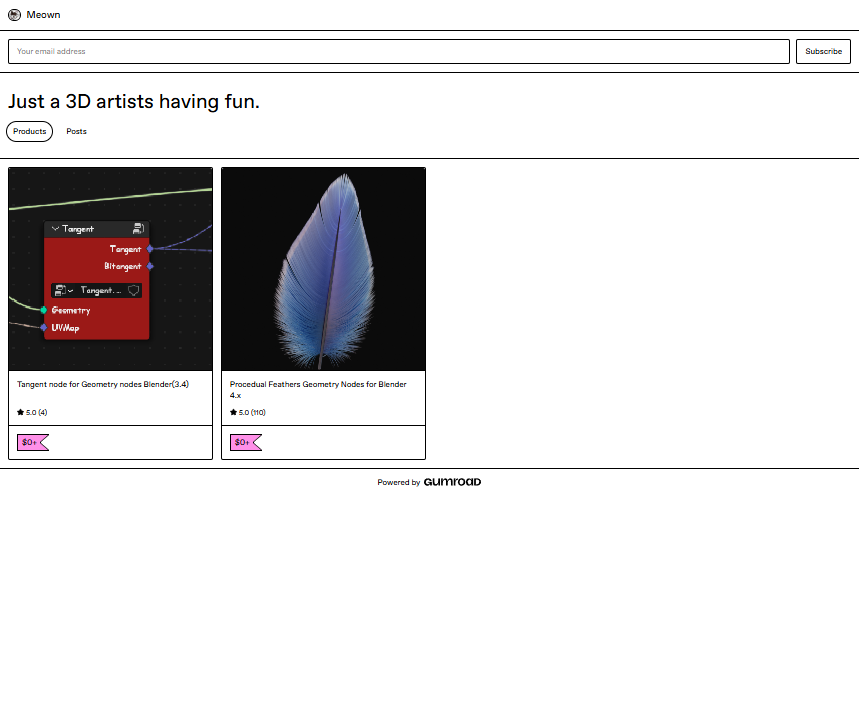 Meown
Your email address
Subscribe
Just a 3D artists having fun.
Products
Posts
Tangent
Tangent
Bitangent
Tangent. ...
Geometry
UVMap
Tangent node for Geometry nodes Blender(3.4)
5.0 (4)
$0+
Procedual Feathers Geometry Nodes for Blender
4.x
5.0 (110)
$0+
Powered by GUMROAD